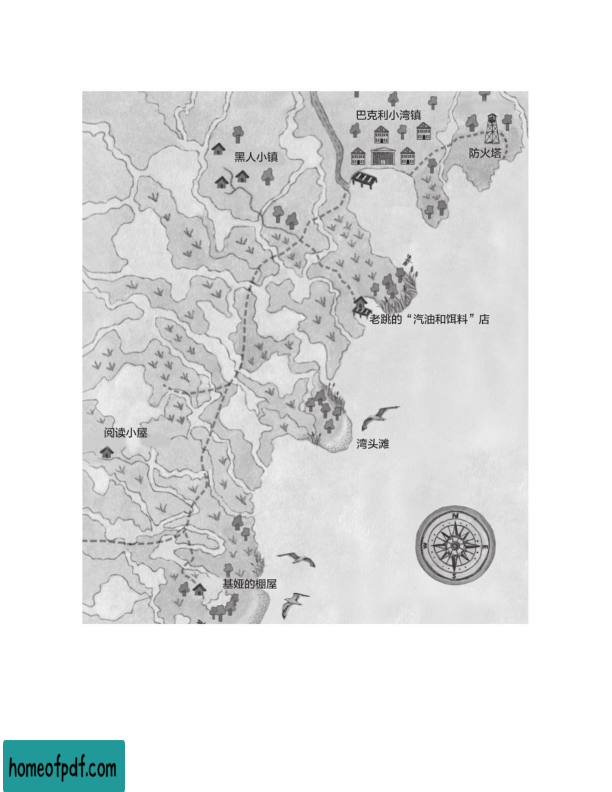 巴克利小湾镇
防火塔
黑人小镇
老跳的“汽油和饵料”店
阅读小屋
湾头滩
N
W
E
S
基娅的棚屋
homeofpdf.com